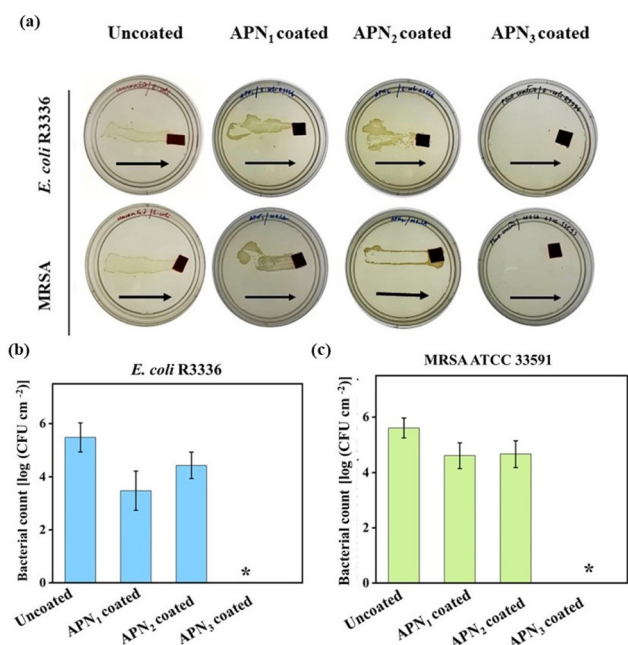 (a)
Uncoated APN₁ coated APN₂ coated APN₃ coated
E. coli R3336
MRSA
(b)
E. coli R3336
Bacterial count [log (CFU cm ⁻²)]
6
4
2
0
*
Uncoated
APN₁ coated
APN₂ coated
APN₃ coated
(c)
MRSA ATCC 33591
Bacterial count [log (CFU cm ⁻²)]
6
4
2
0
*
Uncoated
APN₁ coated
APN₂ coated
APN₃ coated